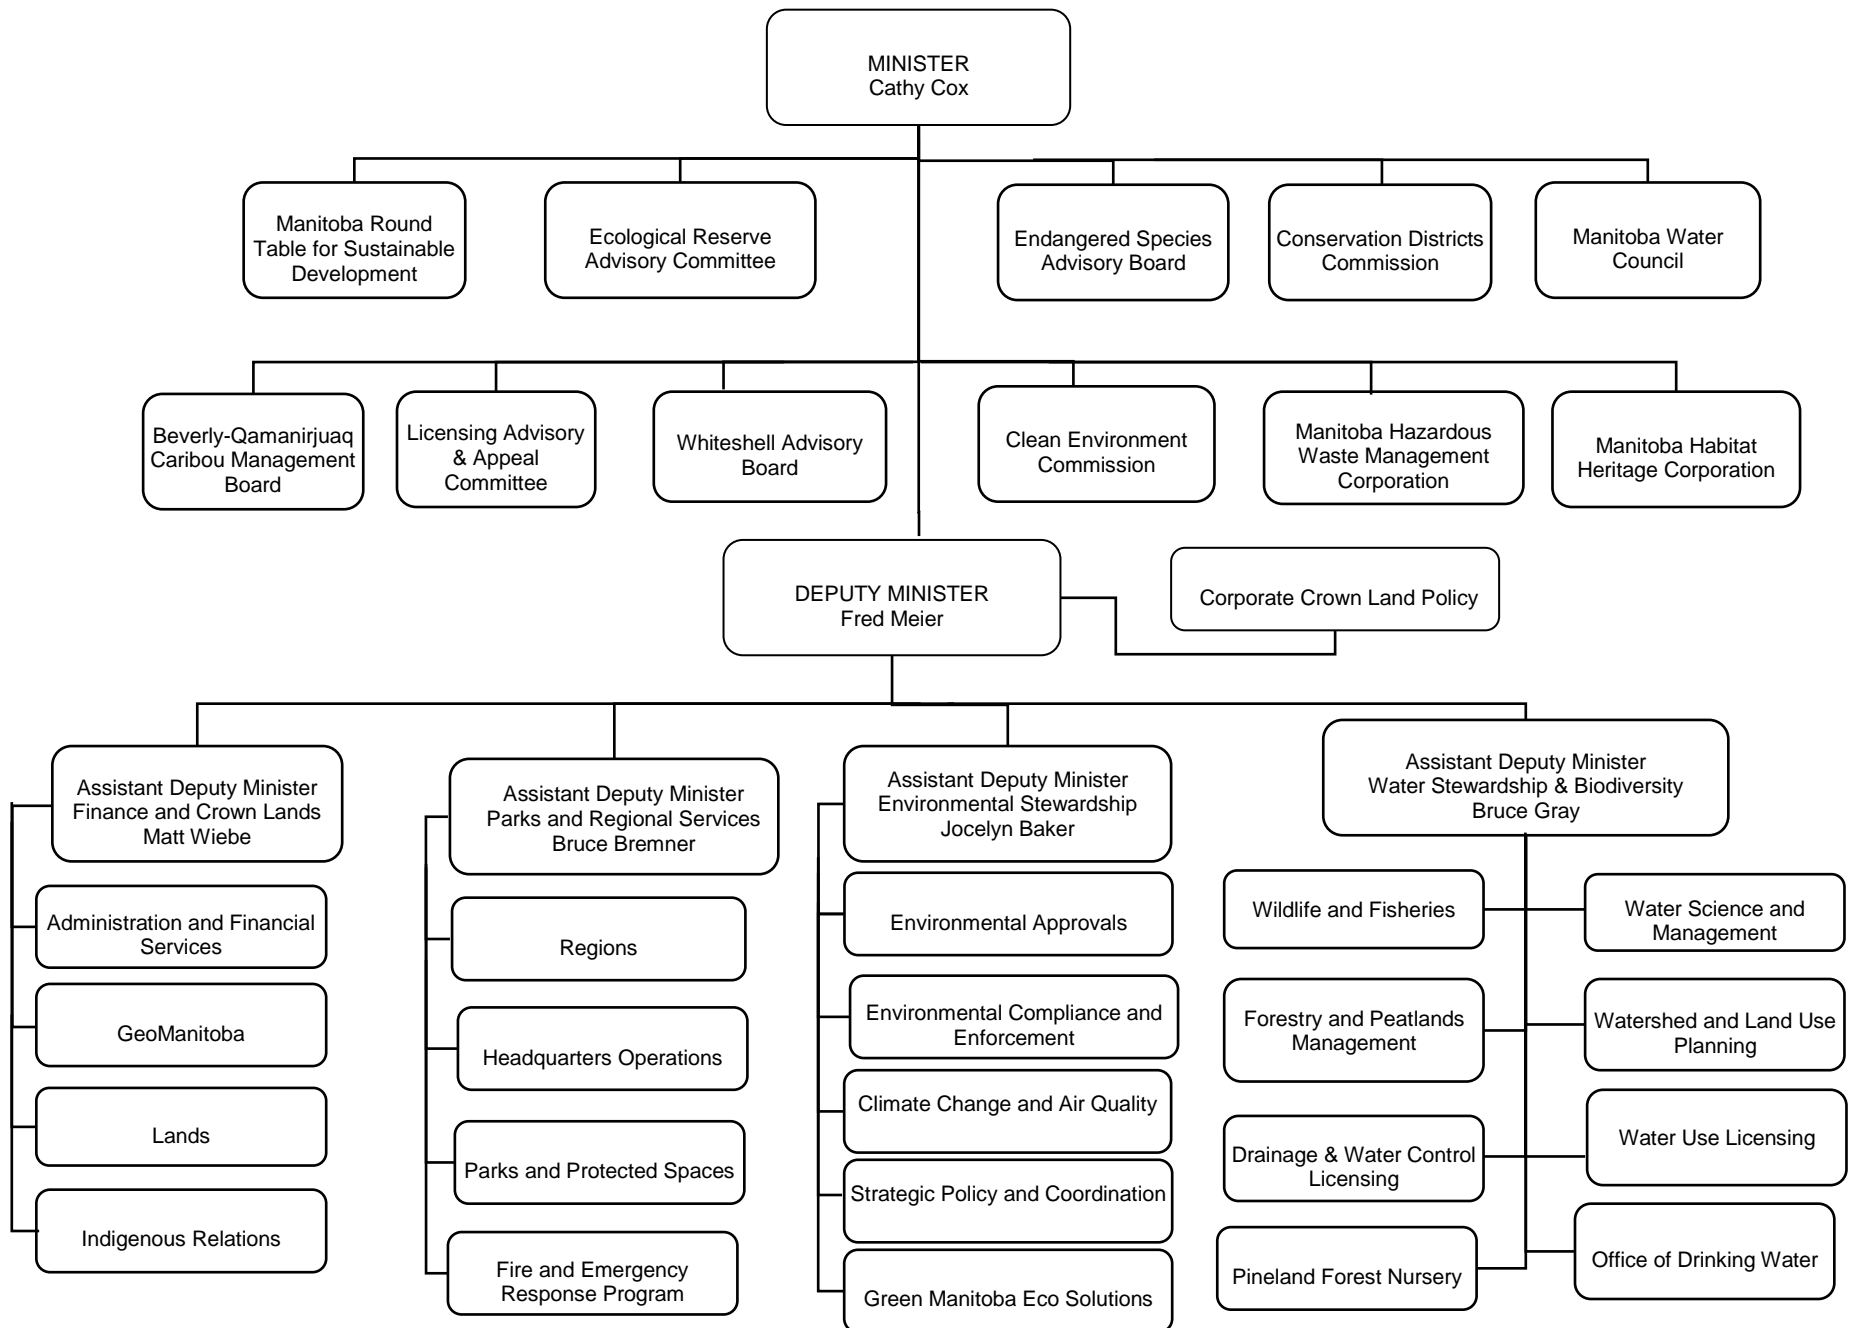 MINISTER
Cathy Cox
Manitoba Round
Table for Sustainable
Development
Ecological Reserve
Advisory Committee
Endangered Species
Advisory Board
Conservation Districts
Commission
Manitoba Water
Council
Beverly-Qamanirjuaq
Caribou Management
Board
Licensing Advisory
& Appeal
Committee
Whiteshell Advisory
Board
Clean Environment
Commission
Manitoba Hazardous
Waste Management
Corporation
Manitoba Habitat
Heritage Corporation
DEPUTY MINISTER
Fred Meier
Corporate Crown Land Policy
Assistant Deputy Minister
Finance and Crown Lands
Matt Wiebe
Administration and Financial
Services
GeoManitoba
Lands
Indigenous Relations
Assistant Deputy Minister
Parks and Regional Services
Bruce Bremner
Regions
Headquarters Operations
Parks and Protected Spaces
Fire and Emergency
Response Program
Assistant Deputy Minister
Environmental Stewardship
Jocelyn Baker
Environmental Approvals
Environmental Compliance and
Enforcement
Climate Change and Air Quality
Strategic Policy and Coordination
Green Manitoba Eco Solutions
Assistant Deputy Minister
Water Stewardship & Biodiversity
Bruce Gray
Wildlife and Fisheries
Forestry and Peatlands
Management
Drainage & Water Control
Licensing
Pineland Forest Nursery
Water Science and
Management
Watershed and Land Use
Planning
Water Use Licensing
Office of Drinking Water